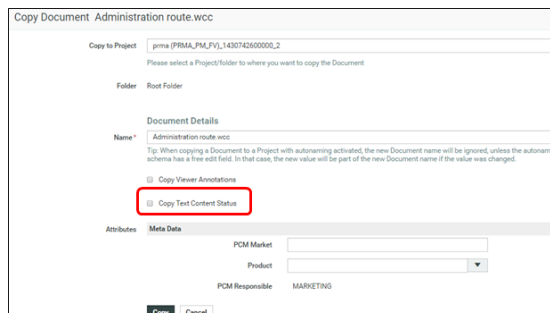 Copy Document Administration route.wcc
Copy to Project
prma (PRMA_PM_FV)_1430742600000_2
Please select a Project/folder to where you want to copy the Document
Folder
Root Folder
Document Details
Name*
Administration route.wcc
Tip: When copying a Document to a Project with autonaming activated, the new Document name will be ignored, unless the autonam
schema has a free edit field. In that case, the new value will be part of the new Document name if the value was changed.
Copy Viewer Annotations
Copy Text Content Status
Attributes
Meta Data
PCM Market
Product
PCM Responsible
MARKETING
Copy
Cancel